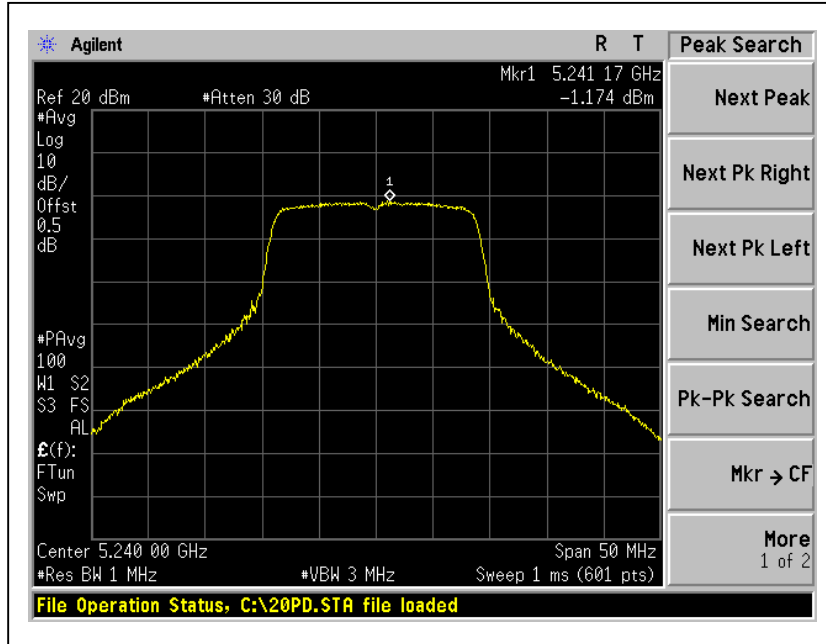 Agilent R T
Peak Search
Mkr1 5.241 17 GHz
Ref 20 dBm #Atten 30 dB -1.174 dBm
#Avg
Log
10
dB/
Offst
0.5
dB
1
#PAvg
100
W1 S2
S3 FS
AL
£(f):
FTun
Swp
Center 5.240 00 GHz Span 50 MHz
#Res BW 1 MHz #VBW 3 MHz Sweep 1 ms (601 pts)
File Operation Status, C:\20PD.STA file loaded
Next Peak
Next Pk Right
Next Pk Left
Min Search
Pk-Pk Search
Mkr → CF
More
1 of 2